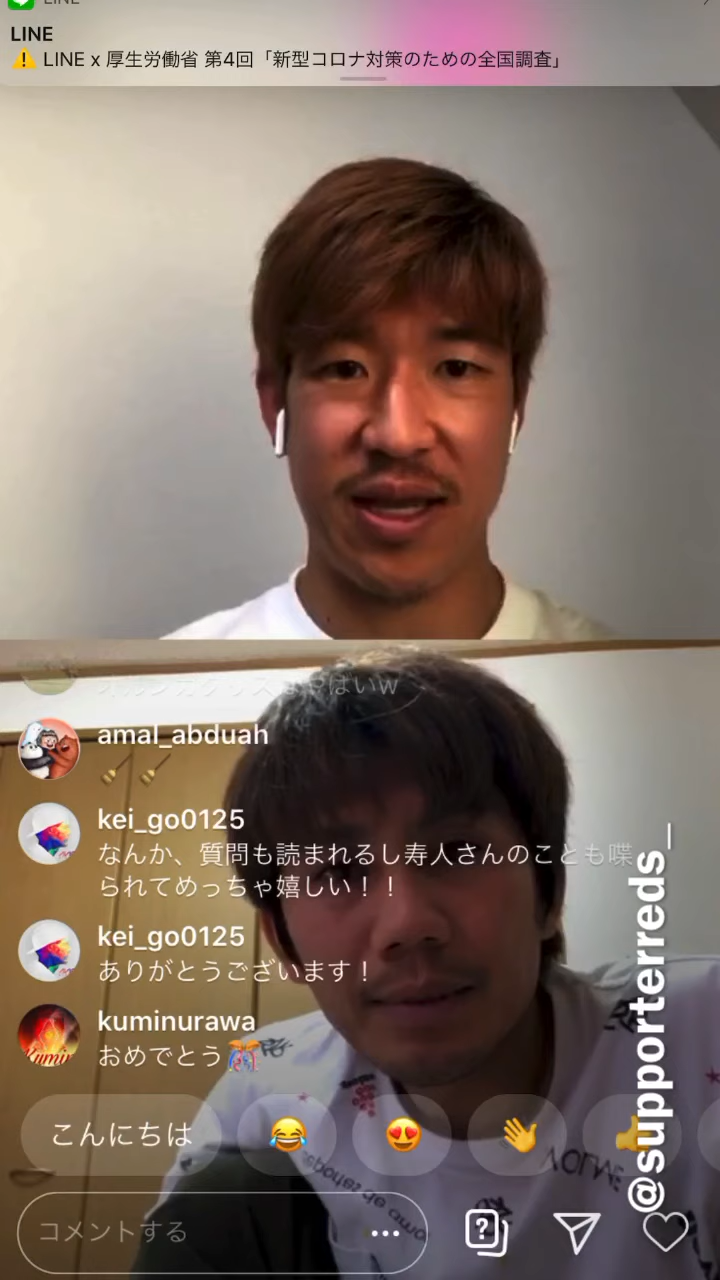 LINE
LINE
⚠️ LINE x 厚生労働省 第4回「新型コロナ対策のための全国調査」
amal_abduah
kei_go0125
なんか、質問も読まれるし寿人さんのことも喋
られてめっちゃ嬉しい！！
kei_go0125
ありがとうございます！
kuminurawa
おめでとう🎊
こんにちは
コメントする
@supporterreds_